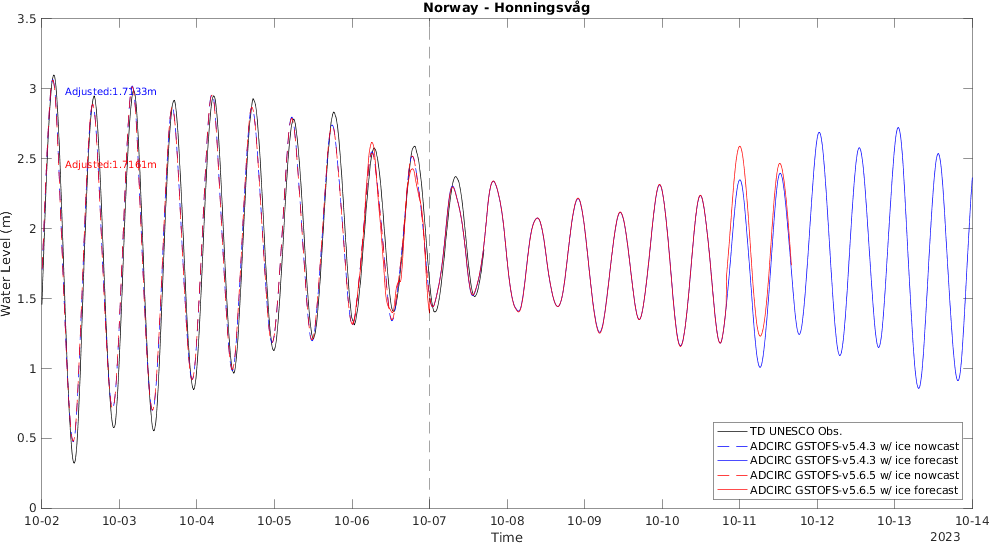 Norway - Honningsvåg
3.5
3
2.5
2
1.5
1
0.5
0
Water Level (m)
Adjusted:1.7133m
Adjusted:1.7161m
TD UNESCO Obs.
ADCIRC GSTOFS-v5.4.3 w/ ice nowcast
ADCIRC GSTOFS-v5.4.3 w/ ice forecast
ADCIRC GSTOFS-v5.6.5 w/ ice nowcast
ADCIRC GSTOFS-v5.6.5 w/ ice forecast
10-02 10-03 10-04 10-05 10-06 10-07 10-08 10-09 10-10 10-11 10-12 10-13 10-14
Time
2023